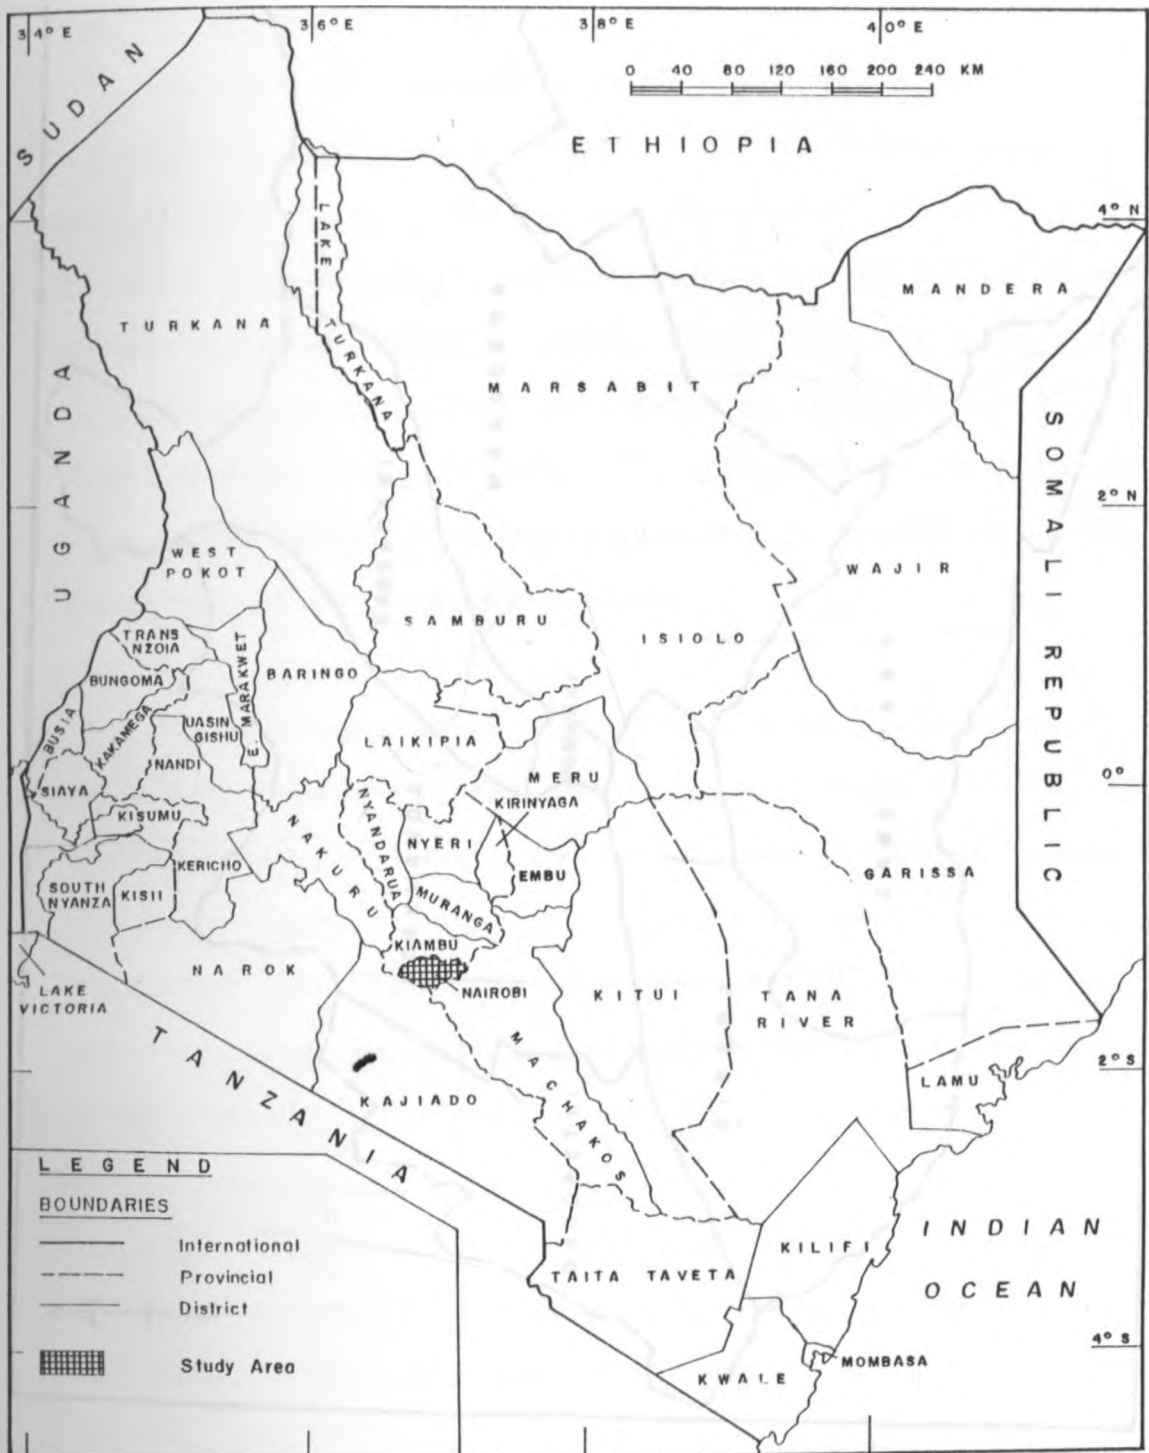 34° E
36° E
38° E
40° E
0 40 80 120 160 200 240 KM
SUDAN
ETHIOPIA
4° N
LAKE TURKANA
MANDERA
TURKANA
MARSABIT
UGANDA
SOMALI REPUBLIC
2° N
WEST
POKOT
WAJIR
SAMBURU
ISIOLO
TRANS
NZOIA
E. MARAKWET
BARINGO
BUNGOMA
BUSIA
KAKAMEGA
UASIN
GISHU
LAIKIPIA
NANDI
MERU
0°
SIAYA
KIRINYAGA
KISUMU
NAKURU
NYANDARUA
NYERI
KERICHO
EMBU
GARISSA
SOUTH
NYANZA
KISII
MURANGA
KIAMBU
NAROK
NAIROBI
KITUI
TANA
RIVER
LAKE
VICTORIA
TANZANIA
MACHAKOS
2° S
LAMU
KAJIADO
LEGEND
BOUNDARIES
International
Provincial
District
Study Area
INDIAN
OCEAN
KILIFI
TAITA TAVETA
4° S
MOMBASA
KWALE